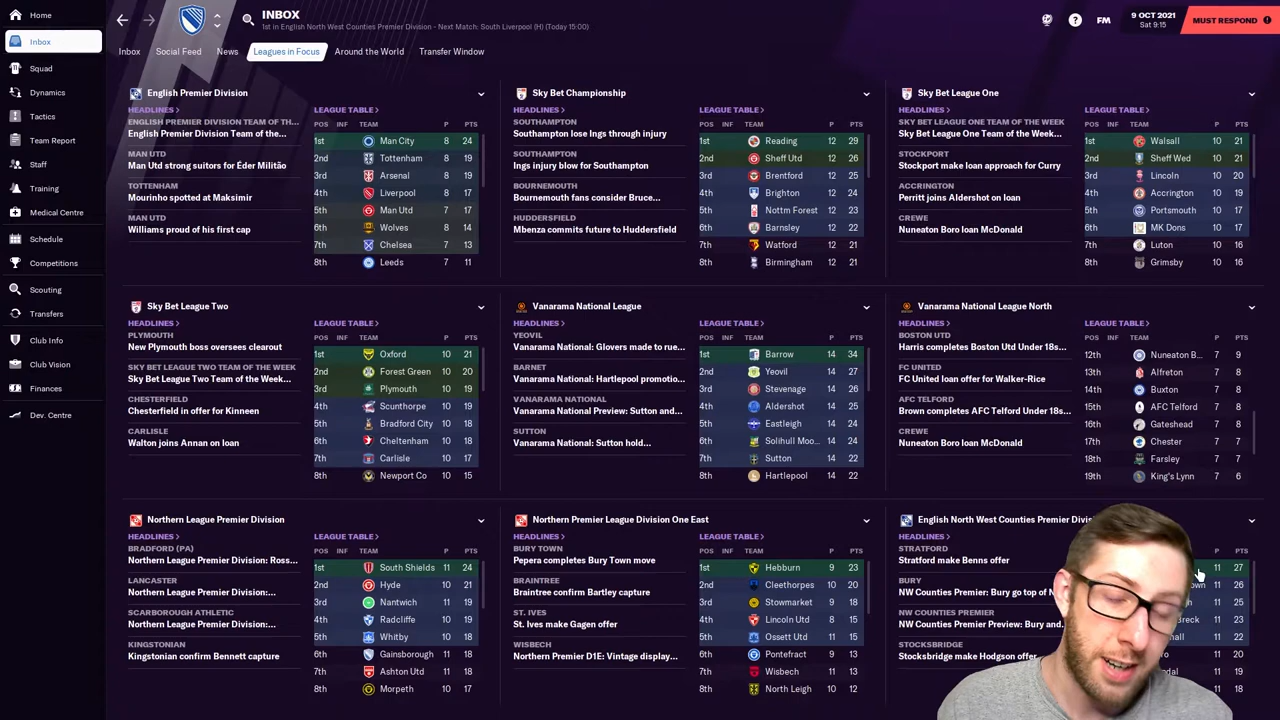 Home
INBOX
1st in English North West Counties Premier Division - Next Match: South Liverpool (H) (Today 15:00)
FM
9 OCT 2021
Sat 9:15
MUST RESPOND
Inbox
Inbox
Social Feed
News
Leagues in Focus
Around the World
Transfer Window
Squad
Dynamics
Tactics
Team Report
Staff
Training
Medical Centre
Schedule
Competitions
Scouting
Transfers
Club Info
Club Vision
Finances
Dev. Centre
English Premier Division
HEADLINES >
ENGLISH PREMIER DIVISION TEAM OF TH...
English Premier Division Team of the...
MAN UTD
Man Utd strong suitors for Éder Militão
TOTTENHAM
Mourinho spotted at Maksimir
MAN UTD
Williams proud of his first cap
LEAGUE TABLE >
POS INF TEAM P PTS
1st Man City 8 24
2nd Tottenham 8 19
3rd Arsenal 8 19
4th Liverpool 8 17
5th Man Utd 7 17
6th Wolves 8 14
7th Chelsea 7 13
8th Leeds 7 11
Sky Bet Championship
HEADLINES >
SOUTHAMPTON
Southampton lose Ings through injury
SOUTHAMPTON
Ings injury blow for Southampton
BOURNEMOUTH
Bournemouth fans consider Bruce...
HUDDERSFIELD
Mbenza commits future to Huddersfield
LEAGUE TABLE >
POS INF TEAM P PTS
1st Reading 12 29
2nd Sheff Utd 12 26
3rd Brentford 12 25
4th Brighton 12 24
5th Nottm Forest 12 23
6th Barnsley 12 22
7th Watford 12 21
8th Birmingham 12 21
Sky Bet League One
HEADLINES >
SKY BET LEAGUE ONE TEAM OF THE WEEK
Sky Bet League One Team of the Week...
STOCKPORT
Stockport make loan approach for Curry
ACCRINGTON
Perritt joins Aldershot on loan
CREWE
Nuneaton Boro loan McDonald
LEAGUE TABLE >
POS INF TEAM P PTS
1st Walsall 10 21
2nd Sheff Wed 10 21
3rd Lincoln 10 20
4th Accrington 10 19
5th Portsmouth 10 17
6th MK Dons 10 17
7th Luton 10 16
8th Grimsby 10 16
Sky Bet League Two
HEADLINES >
PLYMOUTH
New Plymouth boss oversees clearout
SKY BET LEAGUE TWO TEAM OF THE WEEK
Sky Bet League Two Team of the Week...
CHESTERFIELD
Chesterfield in offer for Kinneen
CARLISLE
Walton joins Annan on loan
LEAGUE TABLE >
POS INF TEAM P PTS
1st Oxford 10 21
2nd Forest Green 10 20
3rd Plymouth 10 19
4th Scunthorpe 10 19
5th Bradford City 10 18
6th Cheltenham 10 18
7th Carlisle 10 17
8th Newport Co 10 15
Vanarama National League
HEADLINES >
YEOVIL
Vanarama National: Glovers made to rue...
BARNET
Vanarama National: Hartlepool promotio...
VANARAMA NATIONAL
Vanarama National Preview: Sutton and...
SUTTON
Vanarama National: Sutton hold...
LEAGUE TABLE >
POS INF TEAM P PTS
1st Barrow 14 34
2nd Yeovil 14 27
3rd Stevenage 14 26
4th Aldershot 14 25
5th Eastleigh 14 24
6th Solihull Moo... 14 24
7th Sutton 14 22
8th Hartlepool 14 22
Vanarama National League North
HEADLINES >
BOSTON UTD
Harris completes Boston Utd Under 18s...
FC UNITED
FC United loan offer for Walker-Rice
AFC TELFORD
Brown completes AFC Telford Under 18s...
CREWE
Nuneaton Boro loan McDonald
LEAGUE TABLE >
POS INF TEAM P PTS
12th Nuneaton B... 7 9
13th Alfreton 7 8
14th Buxton 7 8
15th AFC Telford 7 8
16th Gateshead 7 8
17th Chester 7 7
18th Farsley 7 7
19th King's Lynn 7 6
Northern League Premier Division
HEADLINES >
BRADFORD (PA)
Northern League Premier Division: Ross...
LANCASTER
Northern League Premier Division:...
SCARBOROUGH ATHLETIC
Northern League Premier Division:...
KINGSTONIAN
Kingstonian confirm Bennett capture
LEAGUE TABLE >
POS INF TEAM P PTS
1st South Shields 11 24
2nd Hyde 10 21
3rd Nantwich 11 19
4th Radcliffe 10 19
5th Whitby 10 18
6th Gainsborough 11 18
7th Ashton Utd 11 18
8th Morpeth 10 17
Northern Premier League Division One East
HEADLINES >
BURY TOWN
Pepera completes Bury Town move
BRAINTREE
Braintree confirm Bartley capture
ST. IVES
St. Ives make Gagen offer
WISBECH
Northern Premier D1E: Vintage display...
LEAGUE TABLE >
POS INF TEAM P PTS
1st Hebburn 9 23
2nd Cleethorpes 10 20
3rd Stowmarket 9 18
4th Lincoln Utd 8 15
5th Ossett Utd 11 15
6th Pontefract 9 13
7th Wisbech 11 13
8th North Leigh 10 12
English North West Counties Premier
HEADLINES >
STRATFORD
Stratford make Benns offer
BURY
NW Counties Premier: Bury go top of
NW COUNTIES PREMIER
NW Counties Premier Preview: Bury and
STOCKSBRIDGE
Stocksbridge make Hodgson offer
P PTS
11 27
11 26
11 25
11 23
11 22
11 20
11 19
11 18